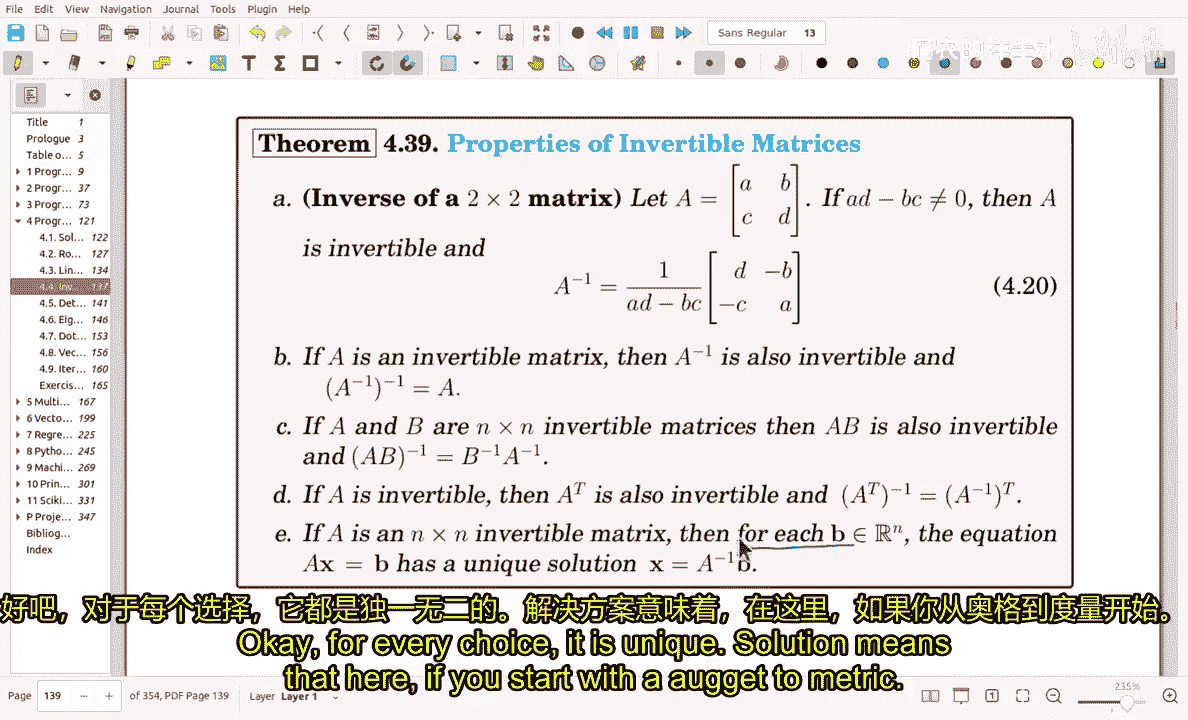 File Edit View Navigation Journal Tools Plugin Help
Sans Regular 13
Title 1
Prologue 3
Table o... 5
1 Progr... 9
2 Progr... 37
3 Progr... 73
4 Progr... 121
4.1. Sol... 122
4.2. Ro... 127
4.3. Lin... 134
4.5. Det... 141
4.6. Eig... 146
4.7. Dot... 153
4.8. Vec... 156
4.9. Iter... 160
Exercis... 165
5 Multi... 167
6 Vecto... 199
7 Regre... 225
8 Pytho... 245
9 Machi... 269
10 Prin... 301
11 Sciki... 331
P Proje... 347
Bibliog...
Index
Theorem 4.39. Properties of Invertible Matrices
a. (Inverse of a 2 × 2 matrix) Let A = [a b; c d]. If ad − bc ≠ 0, then A
is invertible and
A⁻¹ = 1/(ad − bc) [d −b; −c a] (4.20)
b. If A is an invertible matrix, then A⁻¹ is also invertible and
(A⁻¹)⁻¹ = A.
c. If A and B are n × n invertible matrices then AB is also invertible
and (AB)⁻¹ = B⁻¹A⁻¹.
d. If A is invertible, then Aᵀ is also invertible and (Aᵀ)⁻¹ = (A⁻¹)ᵀ.
e. If A is an n × n invertible matrix, then for each b ∈ ℝⁿ, the equation
Ax = b has a unique solution x = A⁻¹b.
好吧，对于每个选择，它都是独一无二的。解决方案意味着，在这里，如果你从奥格到度量开始。
Okay, for every choice, it is unique. Solution means
that here, if you start with a augget to metric.
Page 139 − + of 354, PDF Page 139 Layer Layer 1
235%